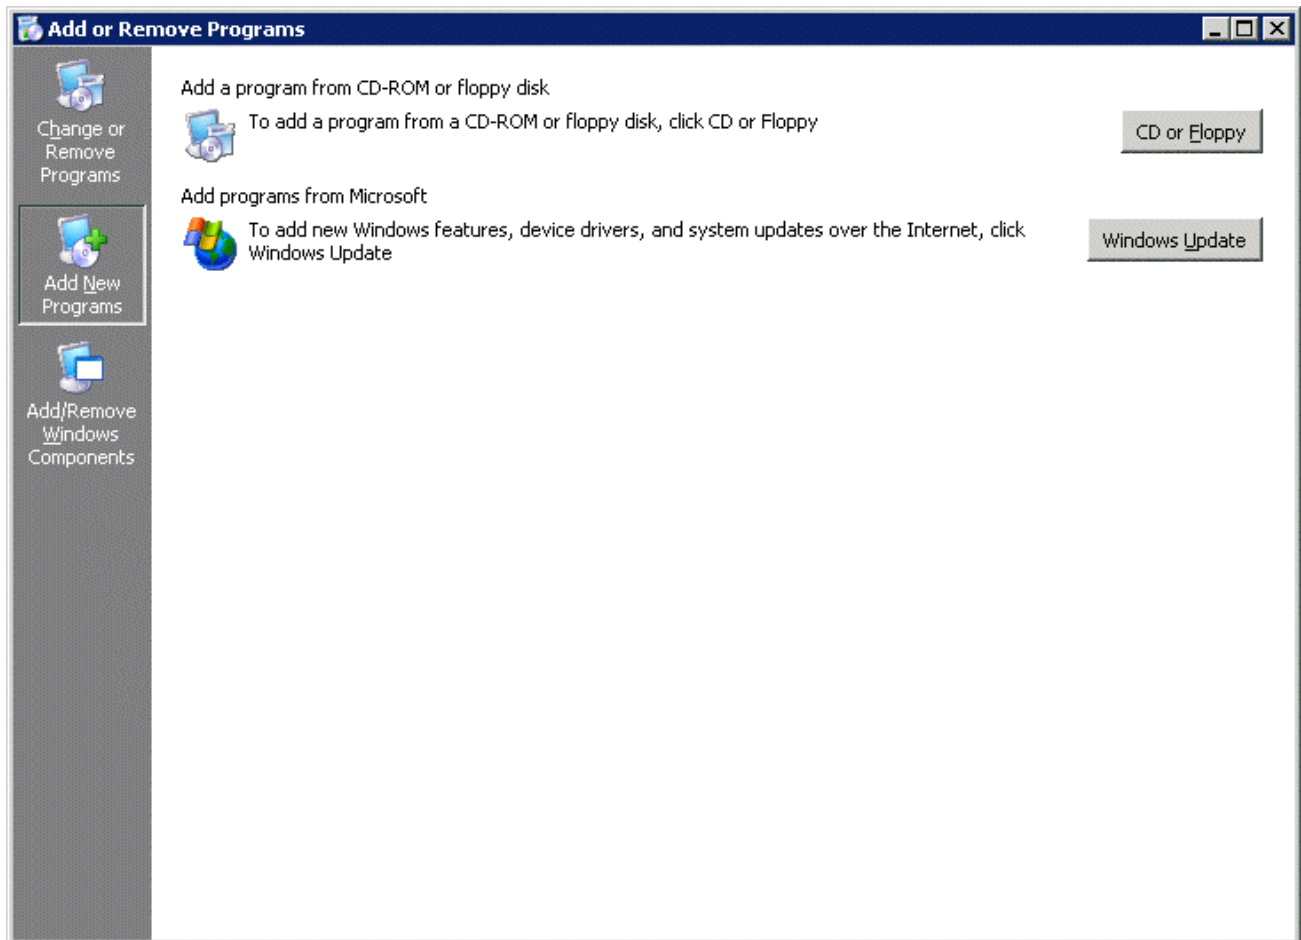 Add or Remove Programs
Change or
Remove
Programs
Add New
Programs
Add/Remove
Windows
Components
Add a program from CD-ROM or floppy disk
To add a program from a CD-ROM or floppy disk, click CD or Floppy
CD or Floppy
Add programs from Microsoft
To add new Windows features, device drivers, and system updates over the Internet, click
Windows Update
Windows Update